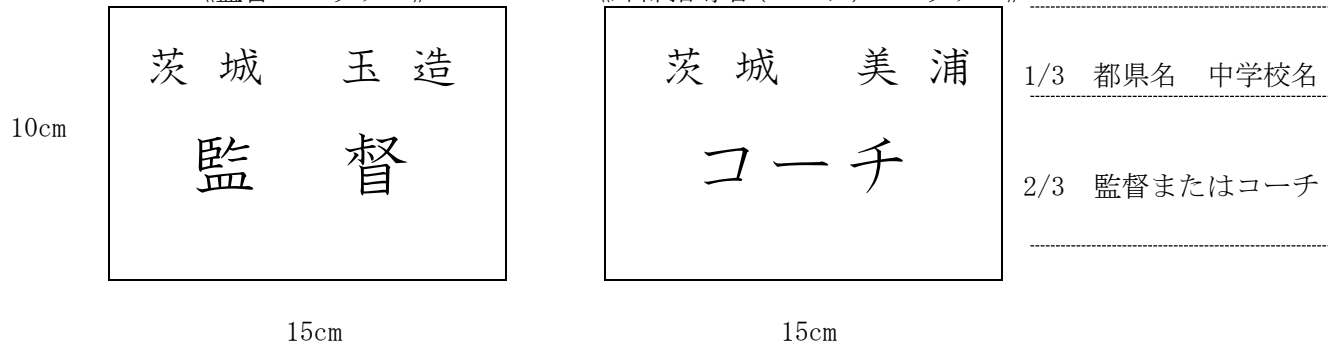 茨 城　玉 造
監　督
茨 城　美 浦
コーチ
1/3　都県名　中学校名
2/3　監督またはコーチ
10cm
15cm
15cm